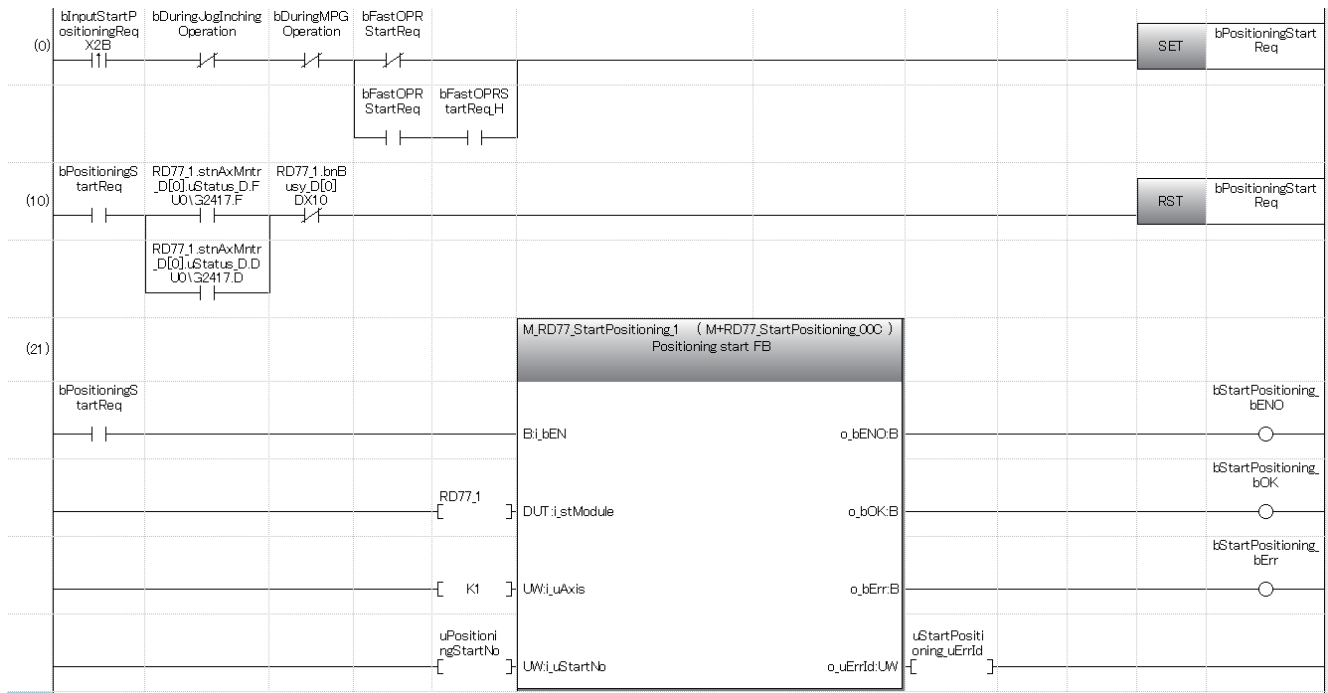 bInputStartP bDuringJogInching bDuringMPG bFastOPR
ositioningReq Operation Operation StartReq
X2B
(0)
SET
bPositioningStart
Req
bFastOPR bFastOPRS
StartReq tartReq_H
bPositioningS RD77_1.stnAxMntr RD77_1.bnB
tartReq _D[0].uStatus_D.F usy_D[0]
U0\G2417.F DX10
(10)
RST
bPositioningStart
Req
RD77_1.stnAxMntr
_D[0].uStatus_D.D
U0\G2417.D
(21)
M_RD77_StartPositioning_1 ( M+RD77_StartPositioning_00C )
Positioning start FB
bPositioningS
tartReq
B:i_bEN o_bENO:B
bStartPositioning_
bENO
RD77_1
DUT:i_stModule o_bOK:B
bStartPositioning_
bOK
K1
UW:i_uAxis o_bErr:B
bStartPositioning_
bErr
uPositioni
ngStartNo
UW:i_uStartNo o_uErrId:UW
uStartPositi
oning_uErrId